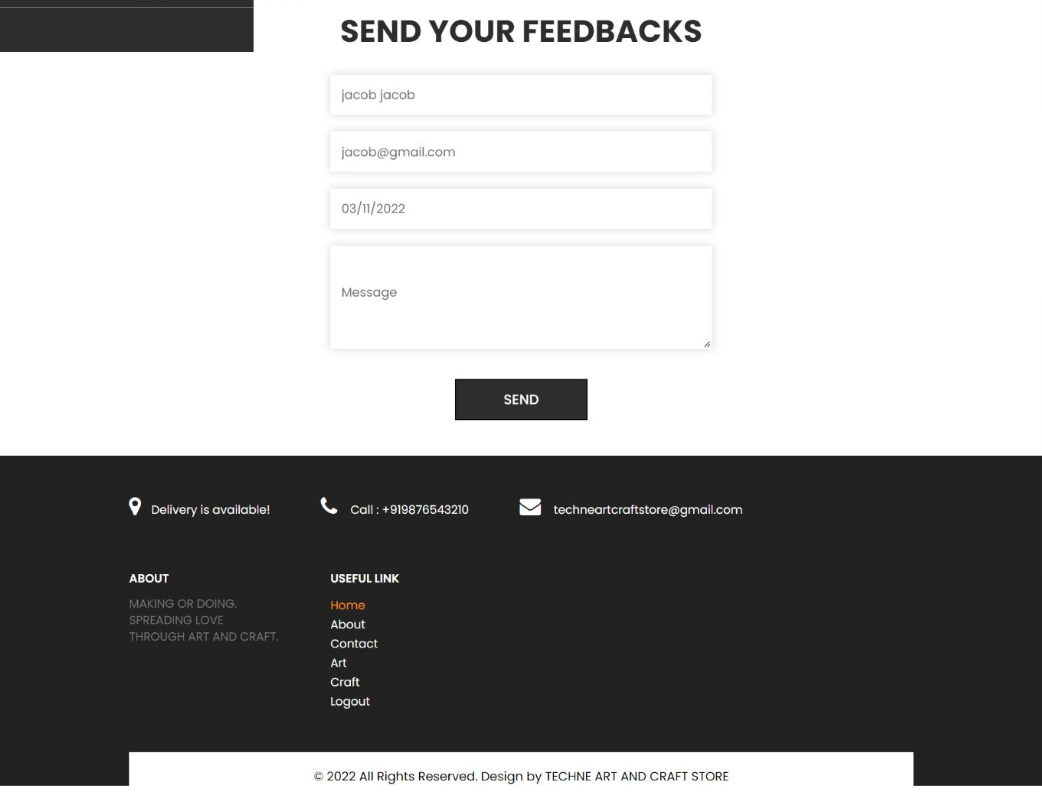 SEND YOUR FEEDBACKS
jacob jacob
jacob@gmail.com
03/11/2022
Message
SEND
Delivery is available!
Call : +919876543210
techneartcraftstore@gmail.com
ABOUT
MAKING OR DOING.
SPREADING LOVE
THROUGH ART AND CRAFT.
USEFUL LINK
Home
About
Contact
Art
Craft
Logout
© 2022 All Rights Reserved. Design by TECHNE ART AND CRAFT STORE